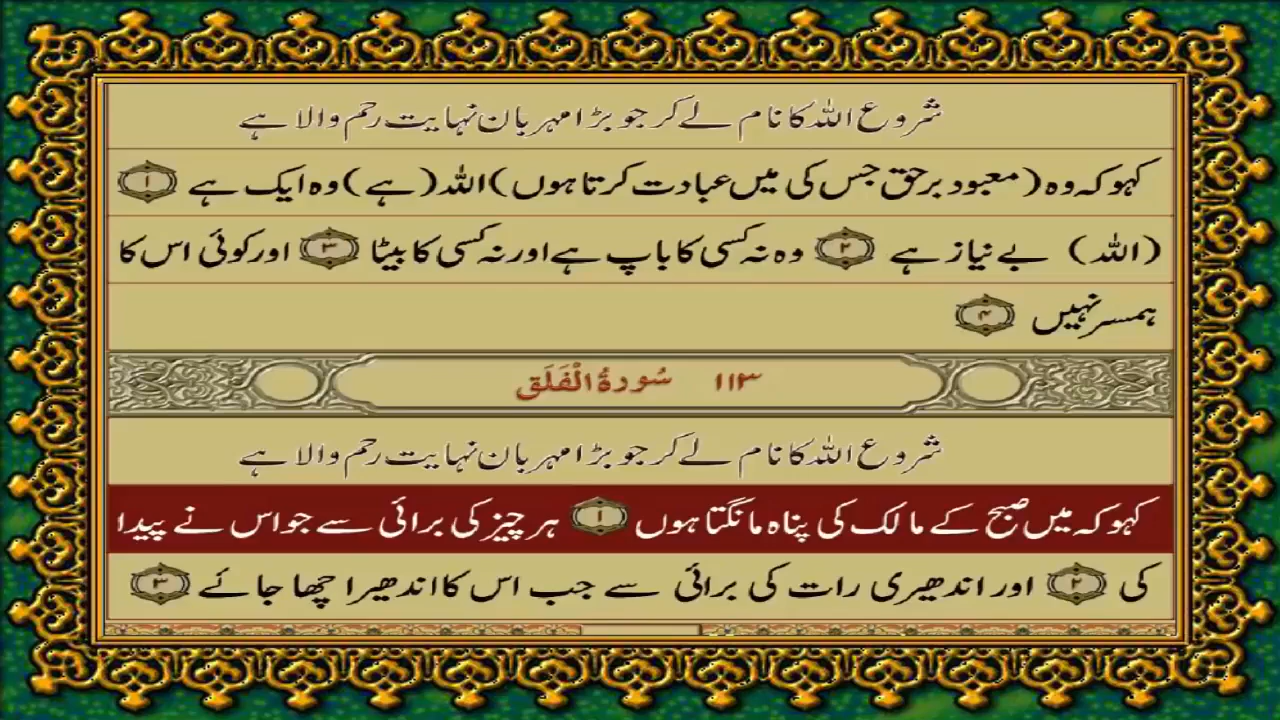 شروع اللہ کا نام لے کر جو بڑا مہربان نہایت رحم والا ہے
کہو کہ وہ (معبود برحق جس کی میں عبادت کرتا ہوں) اللہ (ہے) وہ ایک ہے ۱
(اللہ) بے نیاز ہے ۲ وہ نہ کسی کا باپ ہے اور نہ کسی کا بیٹا ۳ اور کوئی اس کا
ہمسر نہیں ۴
۱۱۳ سُورَةُ الْفَلَق
شروع اللہ کا نام لے کر جو بڑا مہربان نہایت رحم والا ہے
کہو کہ میں صبح کے مالک کی پناہ مانگتا ہوں ۱ ہر چیز کی برائی سے جو اس نے پیدا
کی ۲ اور اندھیری رات کی برائی سے جب اس کا اندھیرا چھا جائے ۳